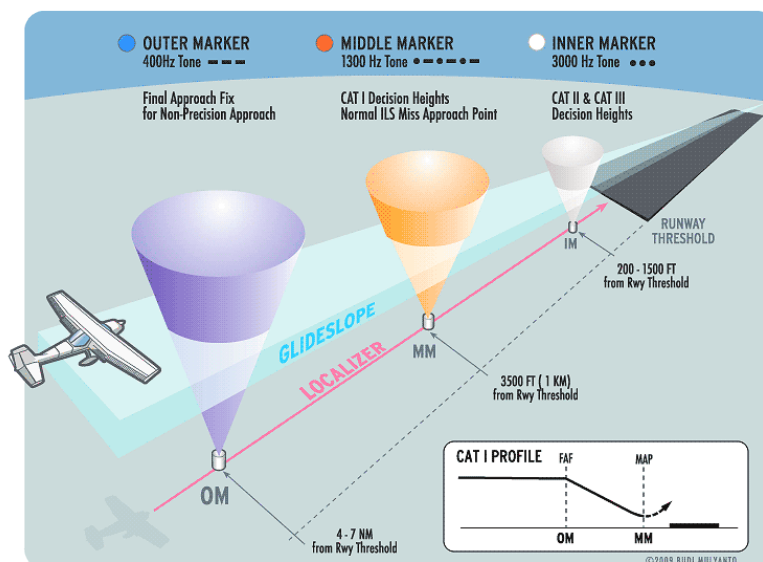 OUTER MARKER
400Hz Tone
Final Approach Fix
for Non-Precision Approach
MIDDLE MARKER
1300 Hz Tone
CAT I Decision Heights
Normal ILS Miss Approach Point
INNER MARKER
3000 Hz Tone
CAT II & CAT III
Decision Heights
RUNWAY
THRESHOLD
IM
200 - 1500 FT
from Rwy Threshold
GLIDESLOPE
LOCALIZER
MM
3500 FT ( 1 KM)
from Rwy Threshold
OM
4 - 7 NM
from Rwy Threshold
CAT I PROFILE
FAF
MAP
OM
MM
©2009 BUDI MULYANTO